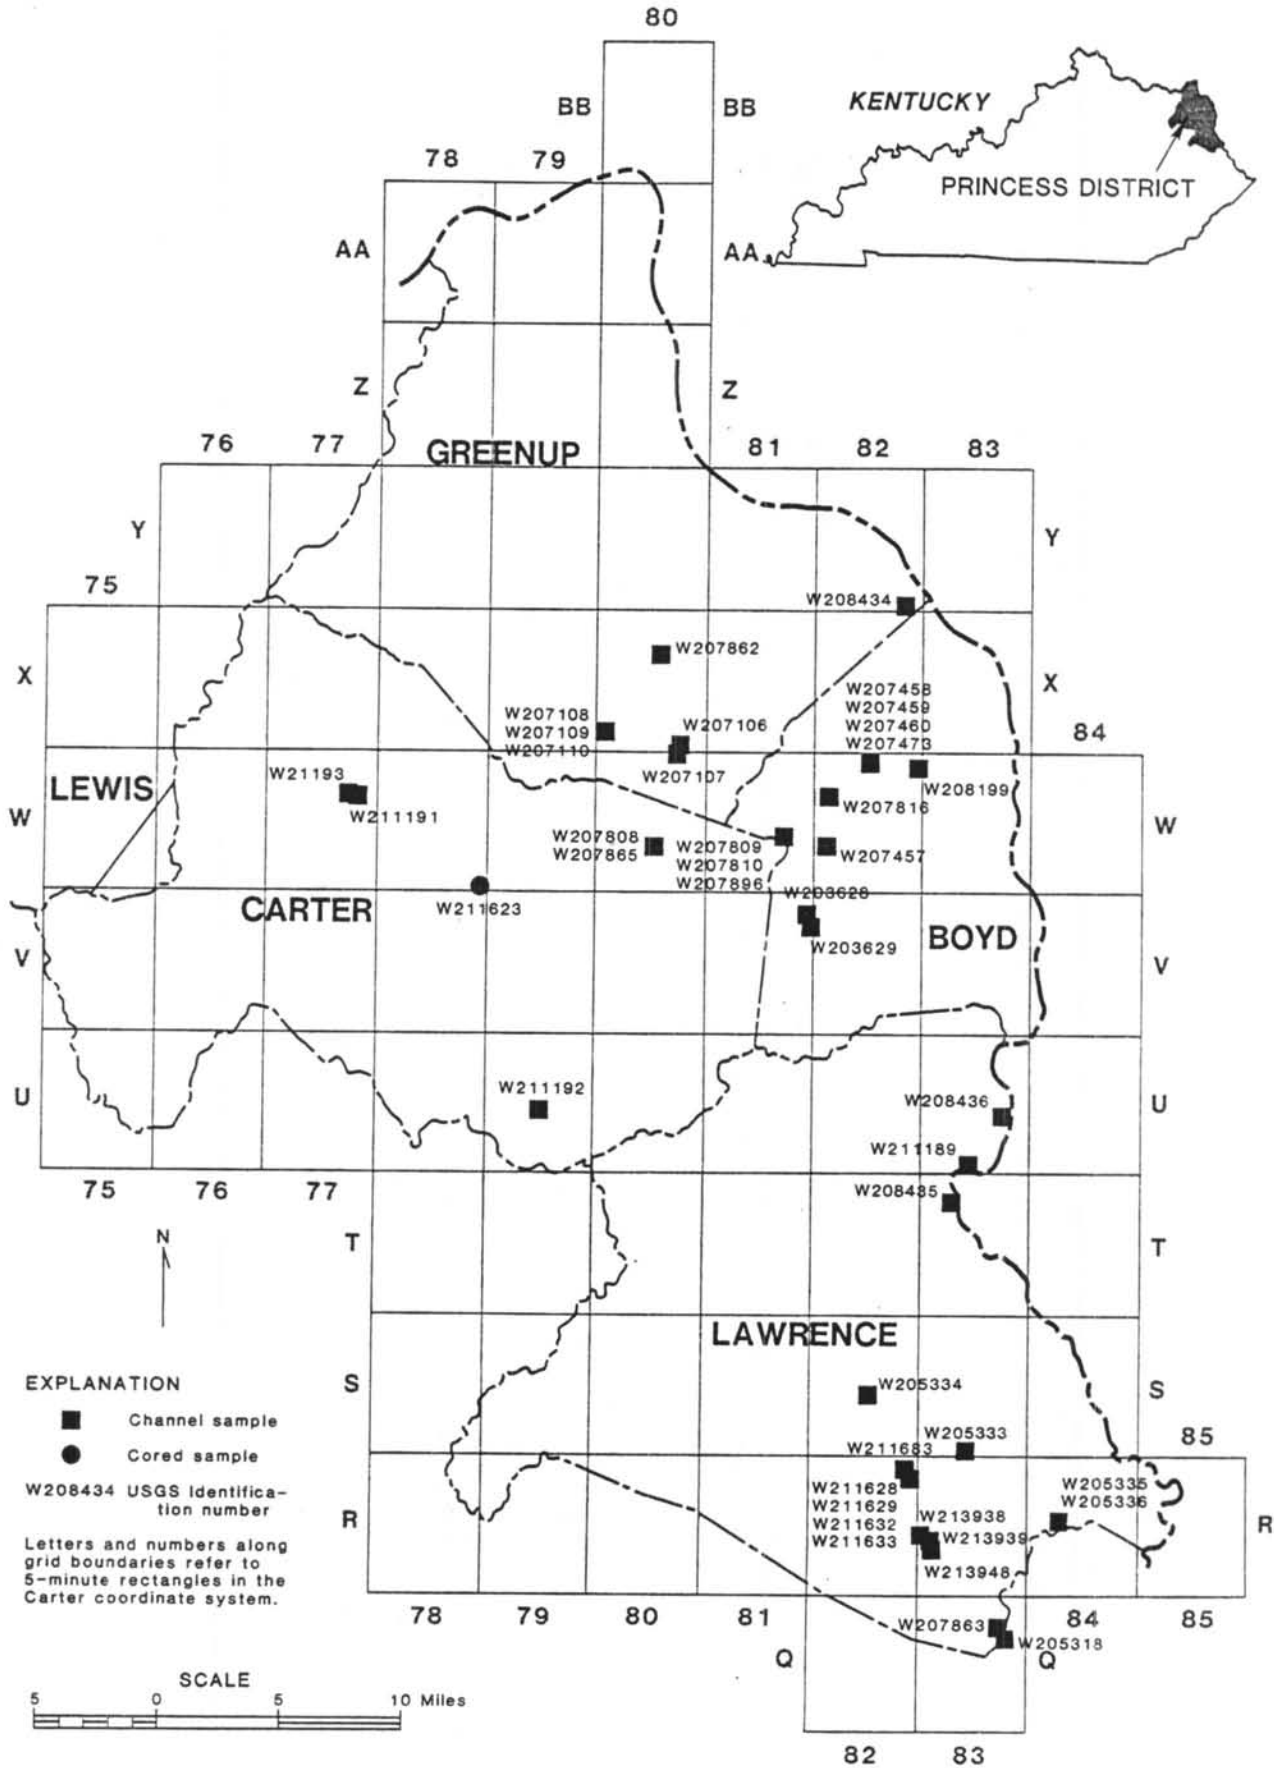 80
BB BB
KENTUCKY
78 79
PRINCESS DISTRICT
AA AA
Z Z
76 77 GREENUP 81 82 83
Y Y
75
W208434
W207862
X X
W207458
W207459
W207460
W207473
W207108
W207109
W207110
W207106
84
W207107
W21193
LEWIS
W208199
W211191
W207816
W W
W207808
W207865
W207809
W207810
W207896
W207457
W211623
CARTER
W203628
BOYD
W203629
V V
W211192
U U
W208436
W211189
75 76 77
W208435
N
T T
LAWRENCE
EXPLANATION
S S
W205334
Channel sample
W205333
85
W211683
Cored sample
W208434 USGS Identifica-
tion number
W205335
W205336
W211628
W211629
W211632
W211633
W213938
W213939
W213948
R R
Letters and numbers along
grid boundaries refer to
5-minute rectangles in the
Carter coordinate system.
78 79 80 81 84 85
W207863
W205318
Q Q
SCALE
5 0 5 10 Miles
82 83